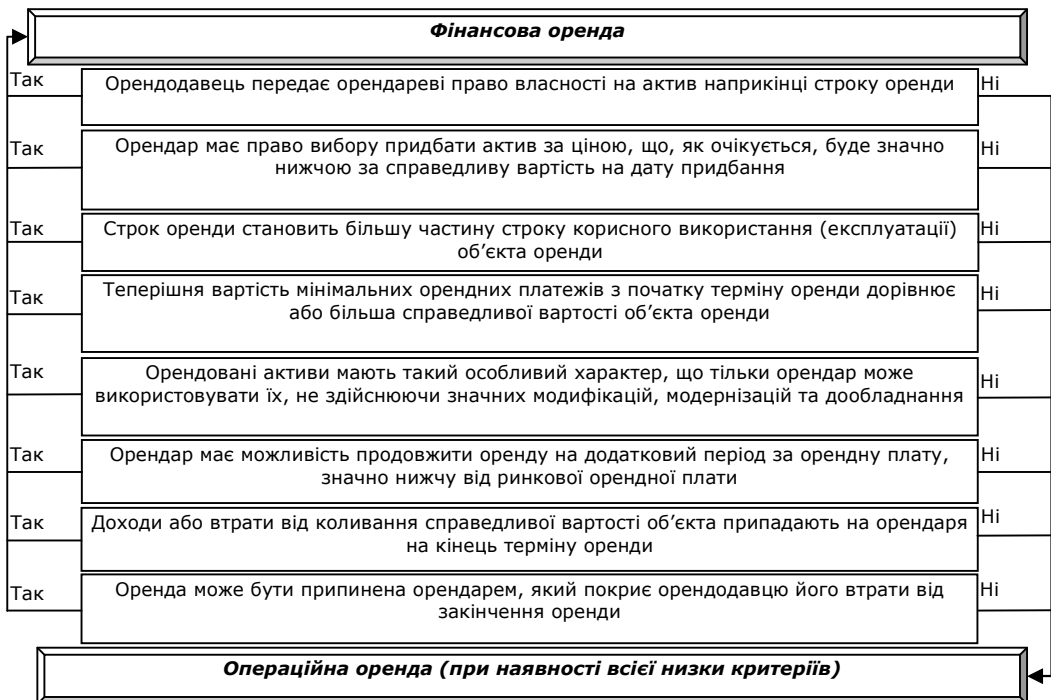 Фінансова оренда
Так
Орендодавець передає орендареві право власності на актив наприкінці строку оренди
Ні
Так
Орендар має право вибору придбати актив за ціною, що, як очікується, буде значно
нижчою за справедливу вартість на дату придбання
Ні
Так
Строк оренди становить більшу частину строку корисного використання (експлуатації)
об’єкта оренди
Ні
Так
Теперішня вартість мінімальних орендних платежів з початку терміну оренди дорівнює
або більша справедливої вартості об’єкта оренди
Ні
Так
Орендовані активи мають такий особливий характер, що тільки орендар може
використовувати їх, не здійснюючи значних модифікацій, модернізацій та дообладнання
Ні
Так
Орендар має можливість продовжити оренду на додатковий період за орендну плату,
значно нижчу від ринкової орендної плати
Ні
Так
Доходи або втрати від коливання справедливої вартості об’єкта припадають на орендаря
на кінець терміну оренди
Ні
Так
Оренда може бути припинена орендарем, який покриє орендодавцю його втрати від
закінчення оренди
Ні
Операційна оренда (при наявності всієї низки критеріїв)